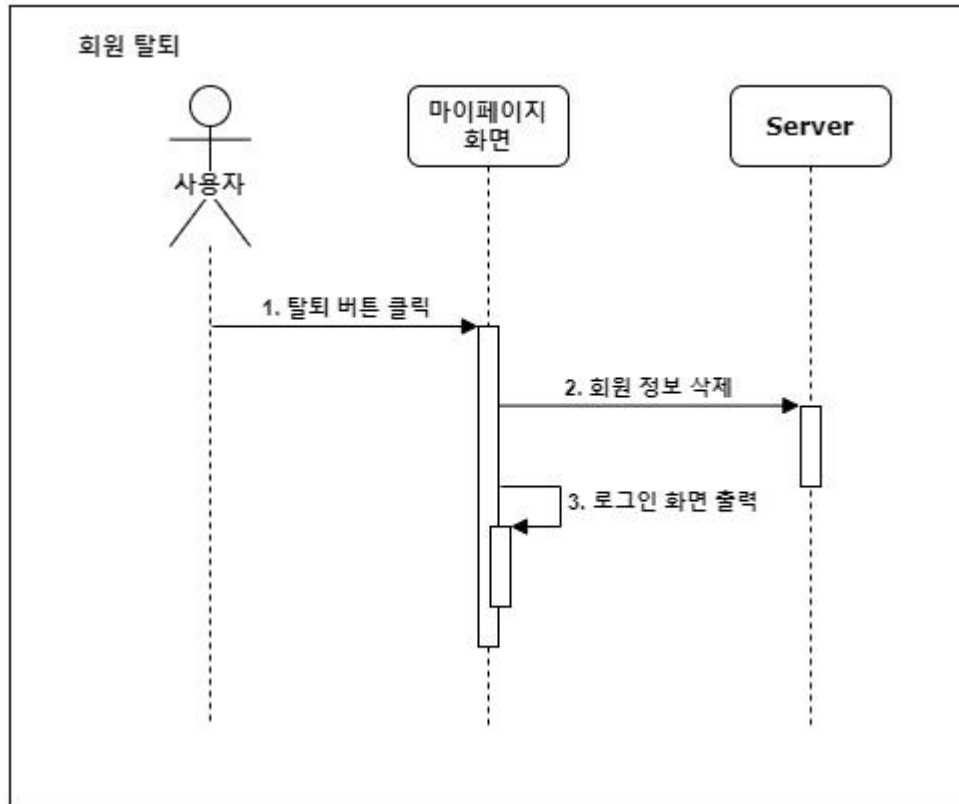 회원 탈퇴
사용자
마이페이지
화면
Server
1. 탈퇴 버튼 클릭
2. 회원 정보 삭제
3. 로그인 화면 출력